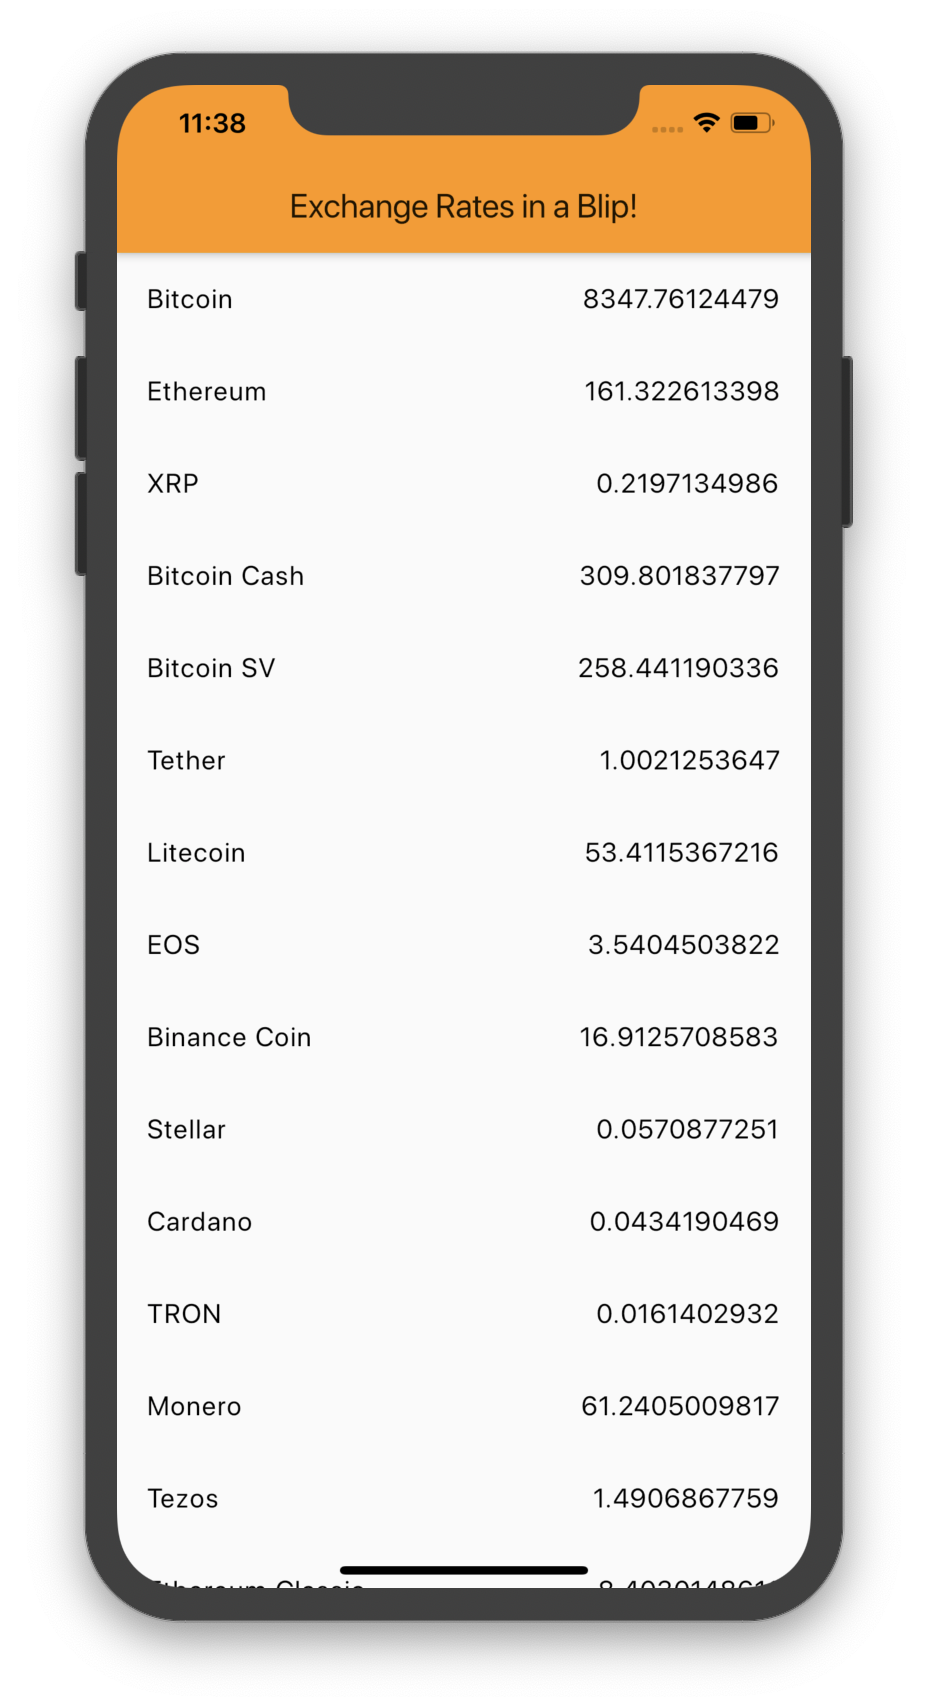 11:38
Exchange Rates in a Blip!
Bitcoin 8347.76124479
Ethereum 161.322613398
XRP 0.2197134986
Bitcoin Cash 309.801837797
Bitcoin SV 258.441190336
Tether 1.0021253647
Litecoin 53.4115367216
EOS 3.5404503822
Binance Coin 16.9125708583
Stellar 0.0570877251
Cardano 0.0434190469
TRON 0.0161402932
Monero 61.2405009817
Tezos 1.4906867759
Ethereum Classic